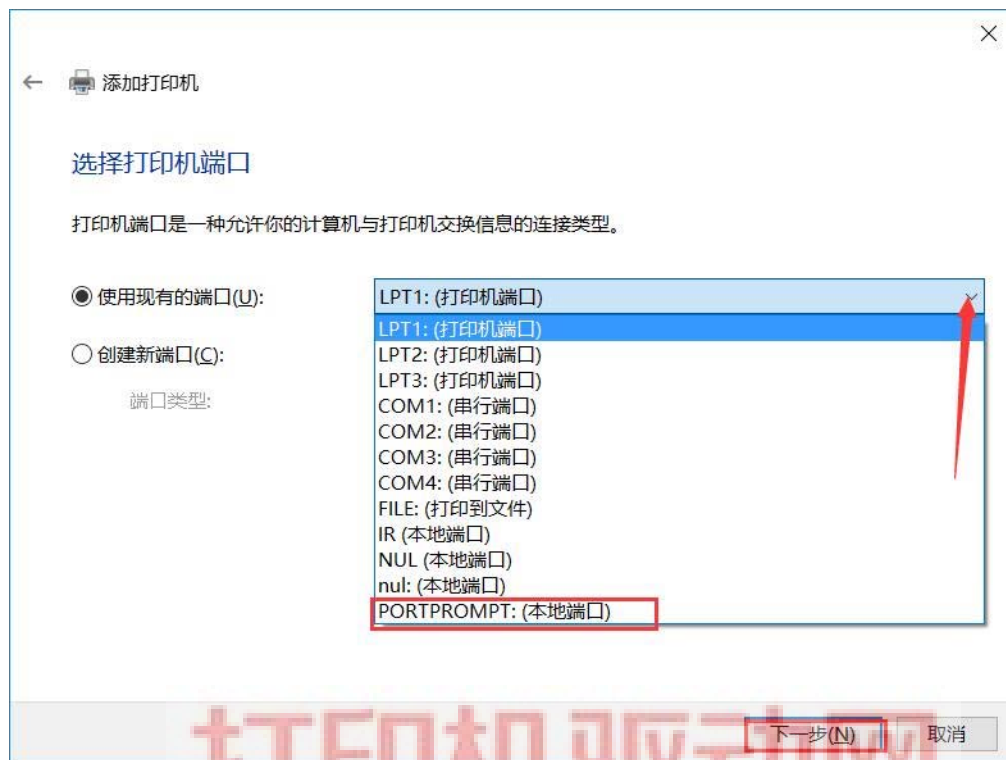 添加打印机
选择打印机端口
打印机端口是一种允许你的计算机与打印机交换信息的连接类型。
使用现有的端口(U):
LPT1: (打印机端口)
LPT1: (打印机端口)
LPT2: (打印机端口)
LPT3: (打印机端口)
COM1: (串行端口)
COM2: (串行端口)
COM3: (串行端口)
COM4: (串行端口)
FILE: (打印到文件)
IR (本地端口)
NUL (本地端口)
nul: (本地端口)
PORTPROMPT: (本地端口)
创建新端口(C):
端口类型:
打印机驱动网
下一步(N)
取消